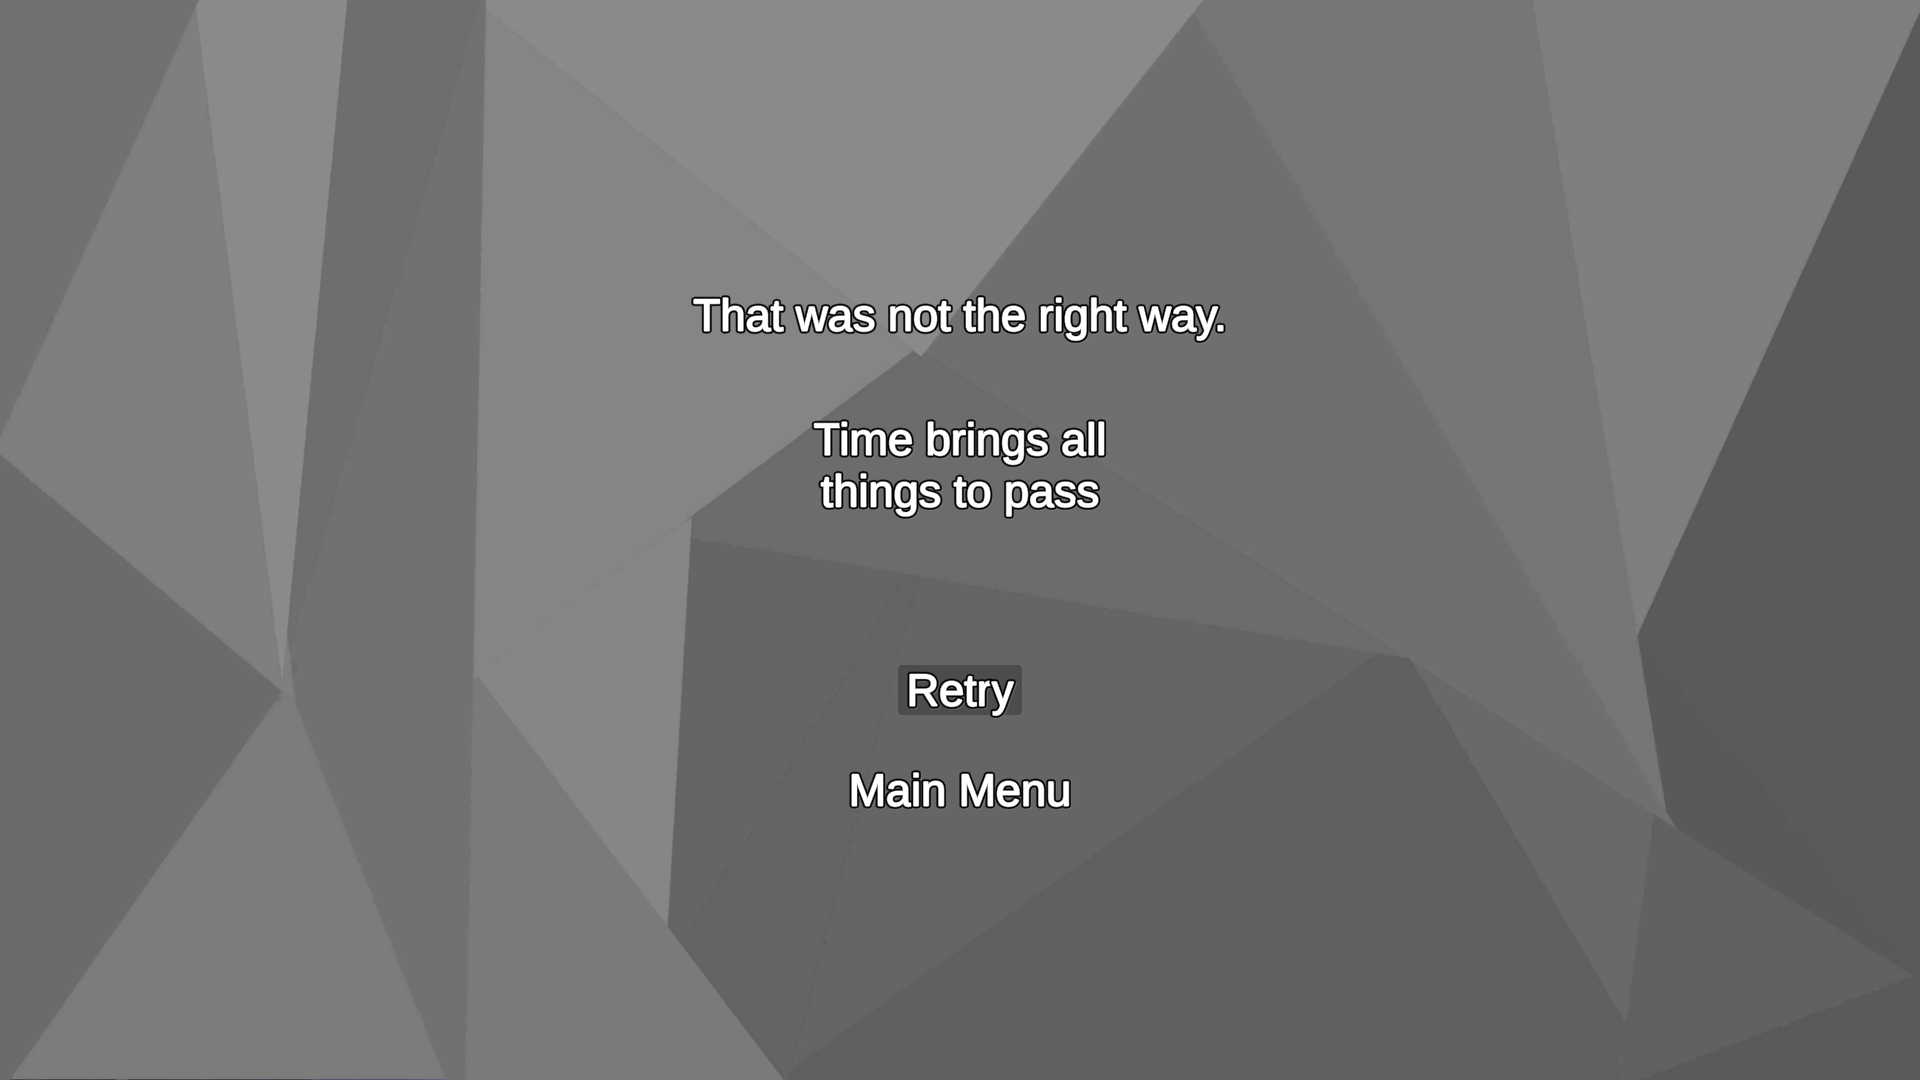 That was not the right way.
Time brings all
things to pass
Retry
Main Menu